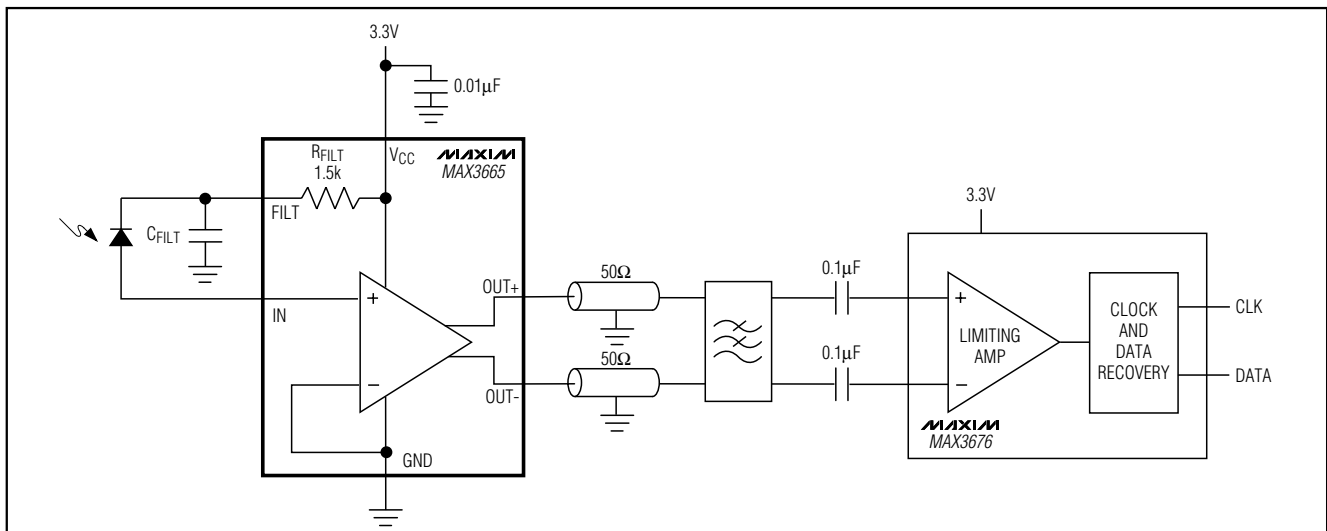 3.3V
0.01μF
RFILT
1.5k
VCC
MAXIM
MAX3665
FILT
CFILT
IN
+
−
OUT+
OUT-
GND
50Ω
50Ω
0.1μF
0.1μF
3.3V
+
−
LIMITING
AMP
CLOCK
AND
DATA
RECOVERY
CLK
DATA
MAXIM
MAX3676